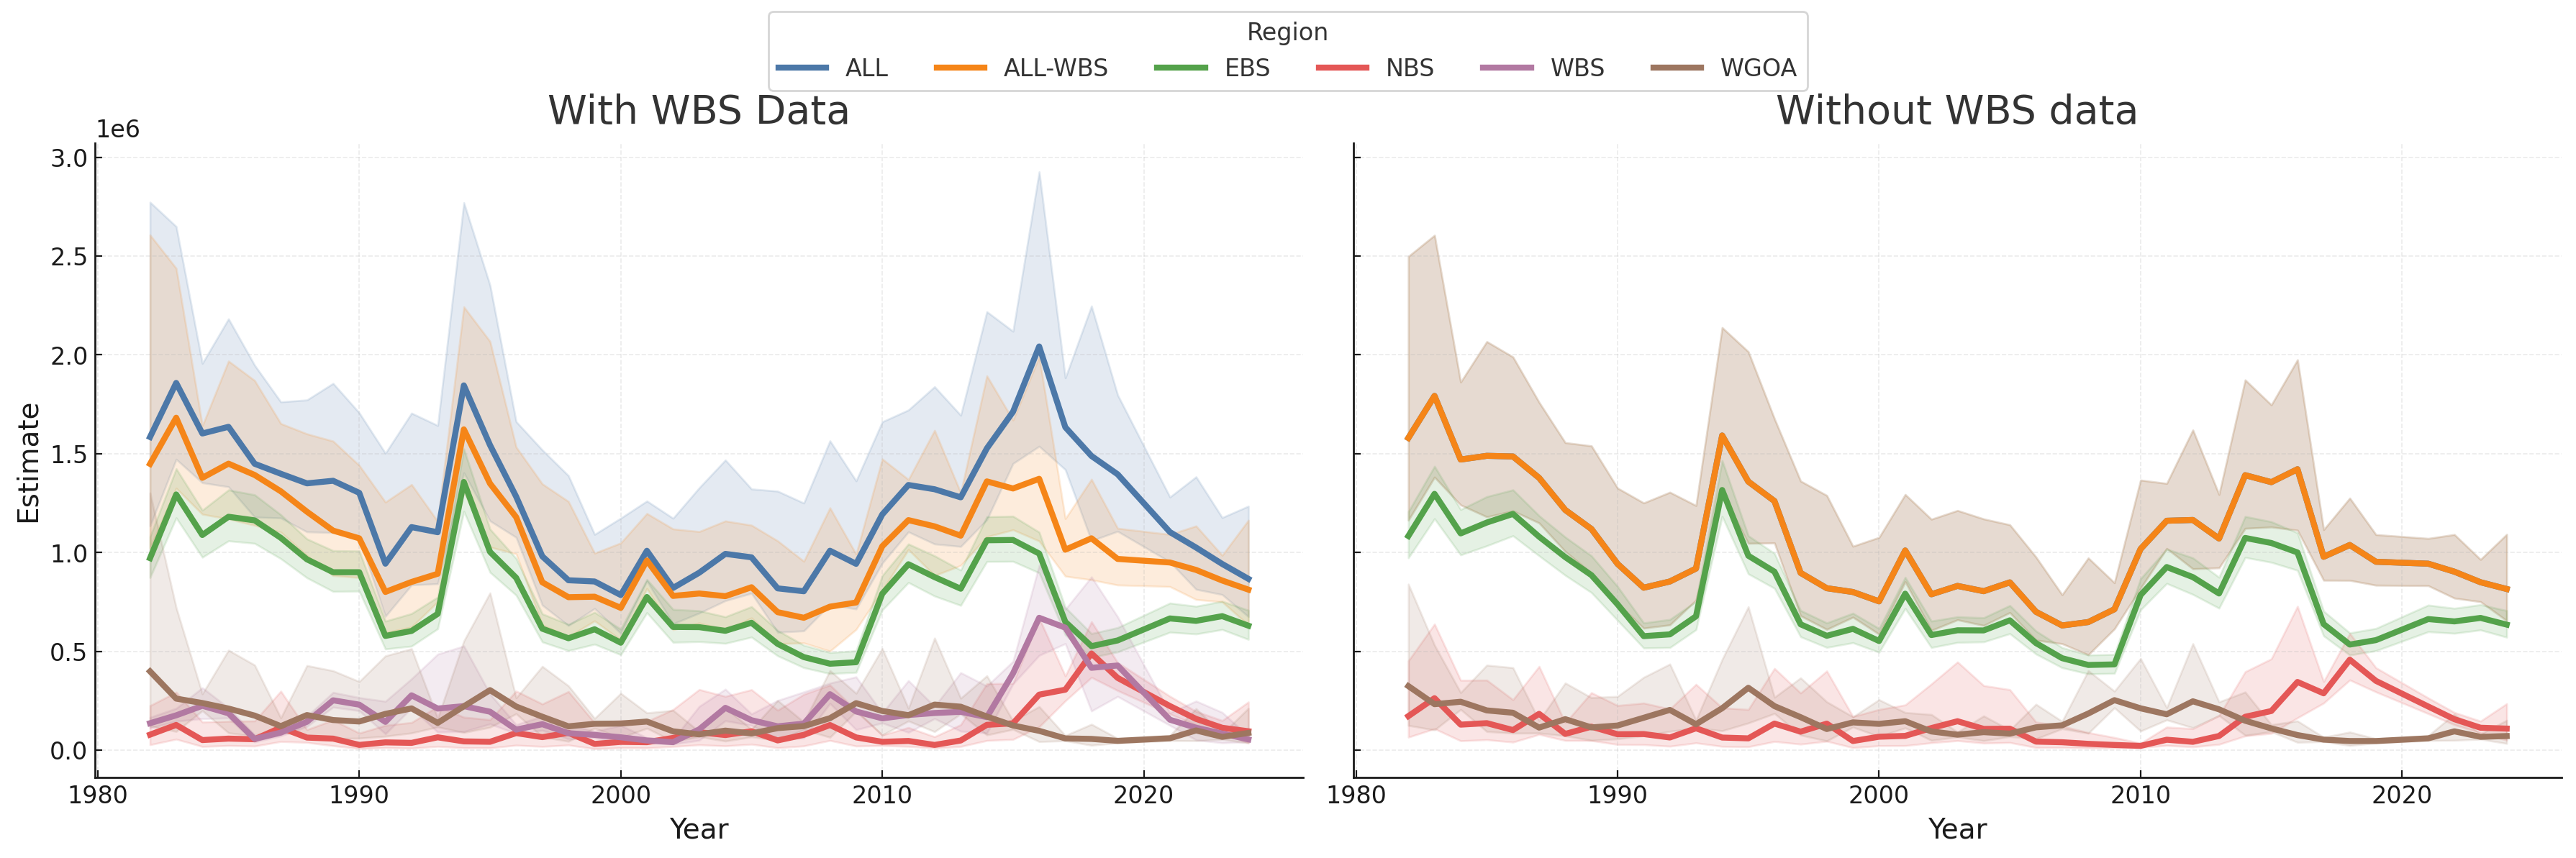 Region
ALL ALL-WBS EBS NBS WBS WGOA
With WBS Data
Without WBS data
1e6
3.0
2.5
2.0
1.5
1.0
0.5
0.0
Estimate
1980 1990 2000 2010 2020
Year
1980 1990 2000 2010 2020
Year